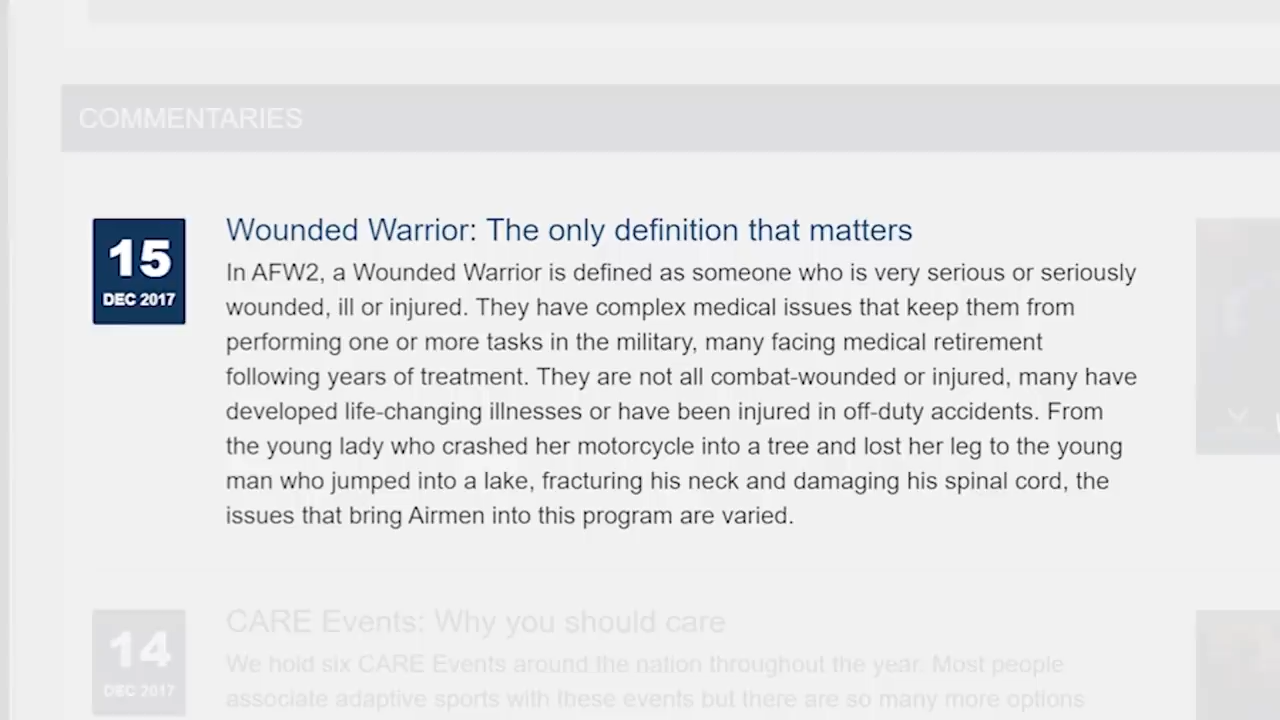 COMMENTARIES
15
DEC 2017
Wounded Warrior: The only definition that matters
In AFW2, a Wounded Warrior is defined as someone who is very serious or seriously
wounded, ill or injured. They have complex medical issues that keep them from
performing one or more tasks in the military, many facing medical retirement
following years of treatment. They are not all combat-wounded or injured, many have
developed life-changing illnesses or have been injured in off-duty accidents. From
the young lady who crashed her motorcycle into a tree and lost her leg to the young
man who jumped into a lake, fracturing his neck and damaging his spinal cord, the
issues that bring Airmen into this program are varied.
14
DEC 2017
CARE Events: Why you should care
We hold six CARE Events around the nation throughout the year. Most people
associate adaptive sports with these events but there are so many more options